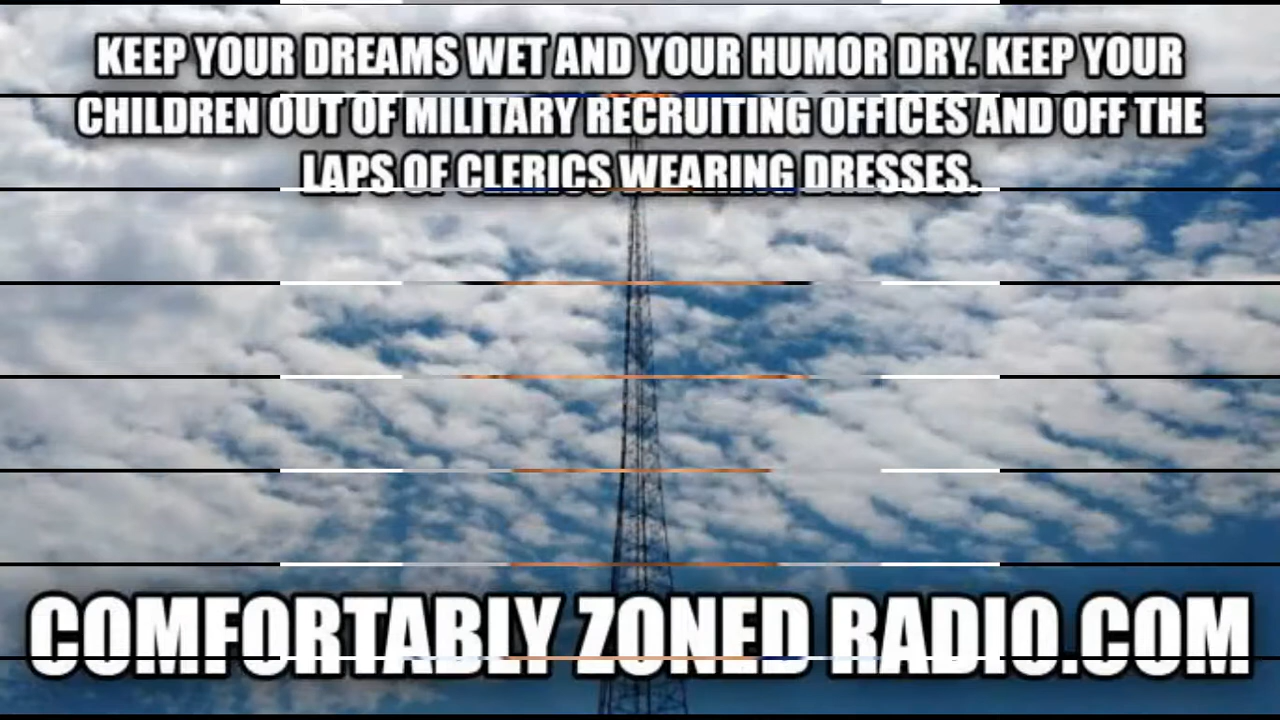 KEEP YOUR DREAMS WET AND YOUR HUMOR DRY. KEEP YOUR
CHILDREN OUT OF MILITARY RECRUITING OFFICES AND OFF THE
LAPS OF CLERICS WEARING DRESSES.
COMFORTABLY ZONED RADIO.COM